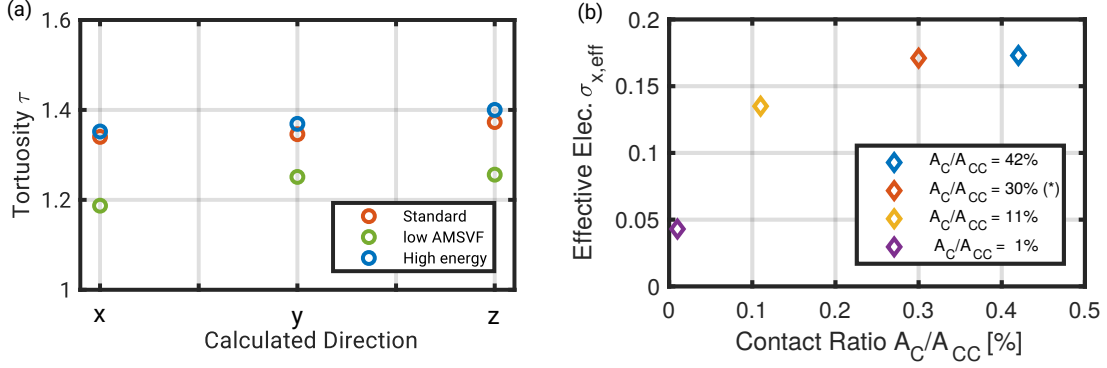 (a)
Tortuosity τ
1.6
1.4
1.2
1
x
y
z
Calculated Direction
Standard
low AMSVF
High energy
(b)
Effective Elec. σx,eff
0.2
0.15
0.1
0.05
0
0
0.1
0.2
0.3
0.4
0.5
Contact Ratio AC/ACC [%]
AC/ACC = 42%
AC/ACC = 30% (*)
AC/ACC = 11%
AC/ACC = 1%